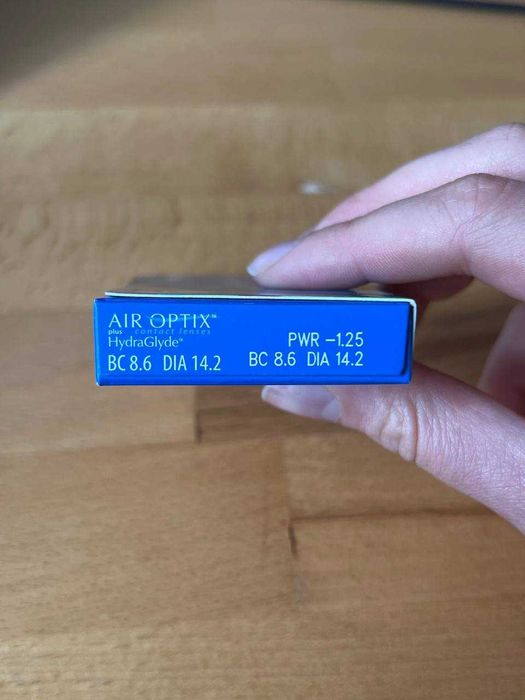 AIR OPTIX™
plus contact lenses
HydraGlyde®
BC 8.6 DIA 14.2
PWR –1.25
BC 8.6 DIA 14.2